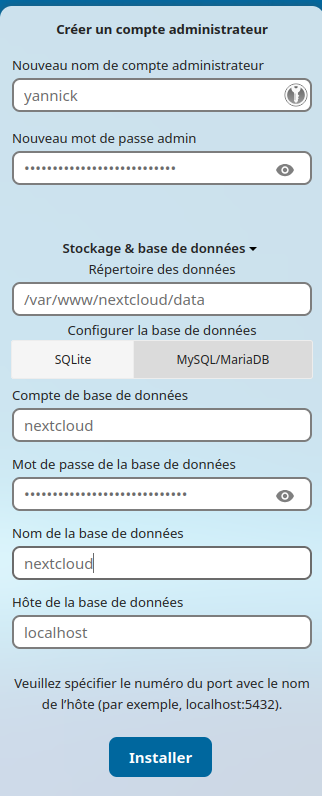 Créer un compte administrateur
Nouveau nom de compte administrateur
yannick
Nouveau mot de passe admin
•••••••••••••••••••••••••••
Stockage & base de données
Répertoire des données
/var/www/nextcloud/data
Configurer la base de données
SQLite MySQL/MariaDB
Compte de base de données
nextcloud
Mot de passe de la base de données
•••••••••••••••••••••••••••••
Nom de la base de données
nextcloud
Hôte de la base de données
localhost
Veuillez spécifier le numéro du port avec le nom
de l’hôte (par exemple, localhost:5432).
Installer